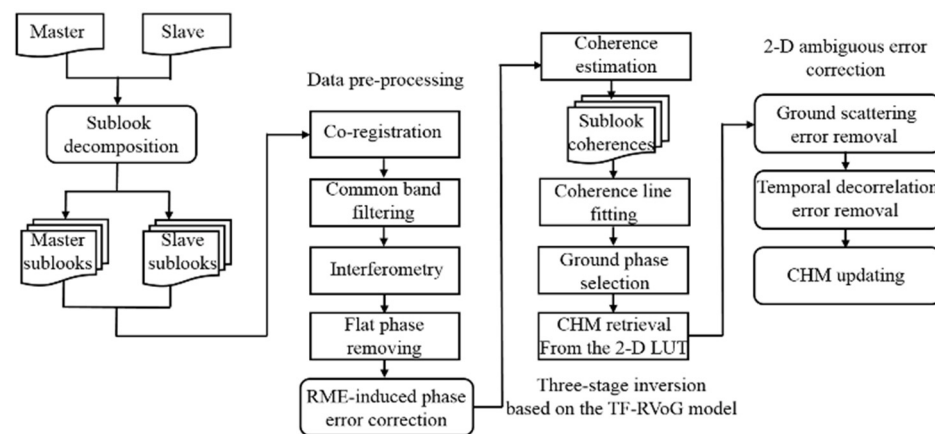 Master
Slave
Sublook
decomposition
Master
sublooks
Slave
sublooks
Data pre-processing
Co-registration
Common band
filtering
Interferometry
Flat phase
removing
RME-induced phase
error correction
Coherence
estimation
Sublook
coherences
Coherence line
fitting
Ground phase
selection
CHM retrieval
From the 2-D LUT
Three-stage inversion
based on the TF-RVoG model
2-D ambiguous error
correction
Ground scattering
error removal
Temporal decorrelation
error removal
CHM updating